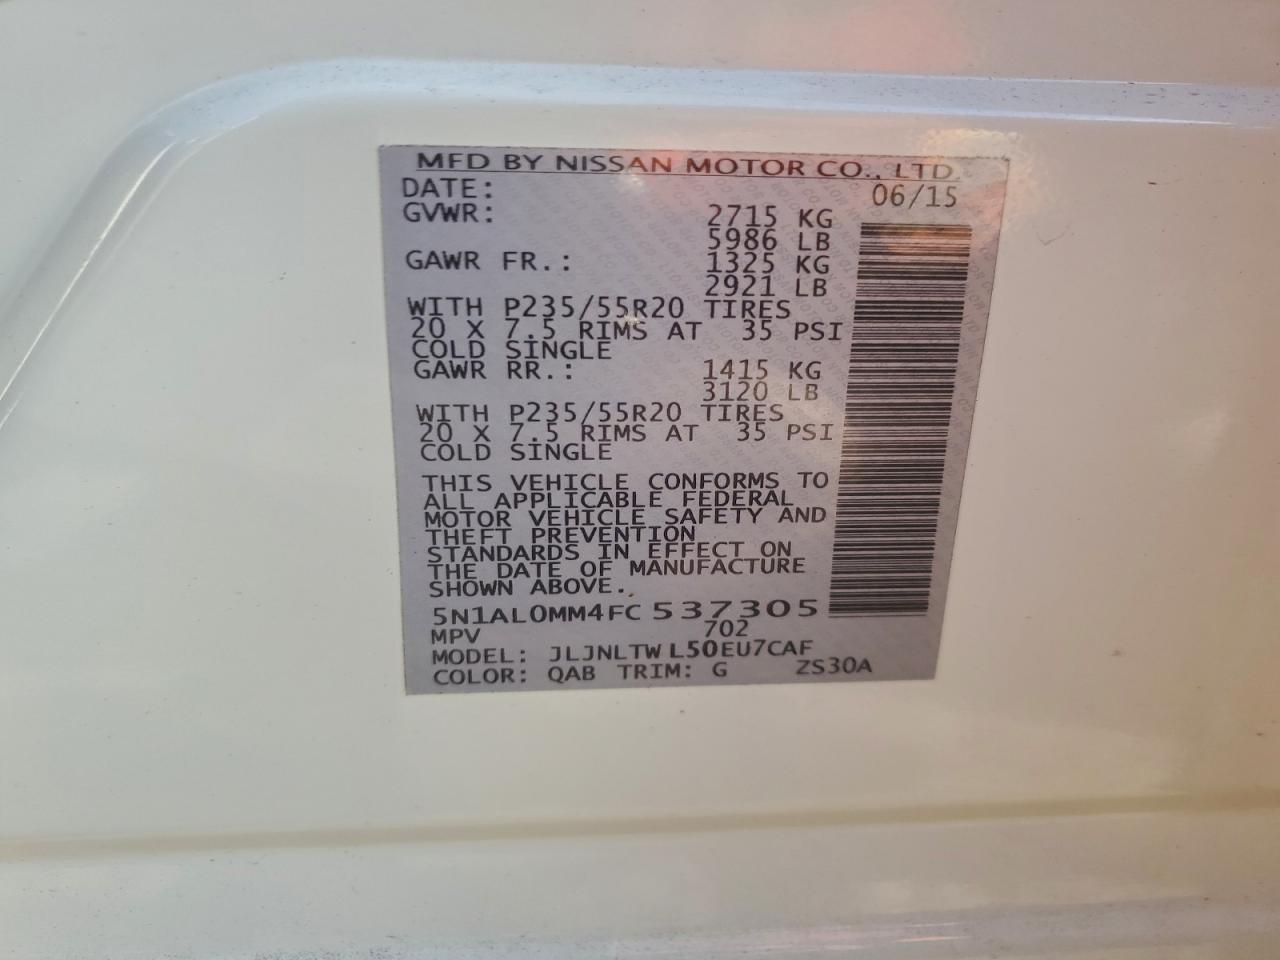 MFD BY NISSAN MOTOR CO., LTD.
DATE: 06/15
GVWR: 2715 KG
5986 LB
GAWR FR.: 1325 KG
2921 LB
WITH P235/55R20 TIRES
20 X 7.5 RIMS AT 35 PSI
COLD SINGLE
GAWR RR.: 1415 KG
3120 LB
WITH P235/55R20 TIRES
20 X 7.5 RIMS AT 35 PSI
COLD SINGLE
THIS VEHICLE CONFORMS TO
ALL APPLICABLE FEDERAL
MOTOR VEHICLE SAFETY AND
THEFT PREVENTION
STANDARDS IN EFFECT ON
THE DATE OF MANUFACTURE
SHOWN ABOVE.
5N1AL0MM4FC537305
MPV 702
MODEL: JLJNLTWL50EU7CAF
COLOR: QAB TRIM: G ZS30A